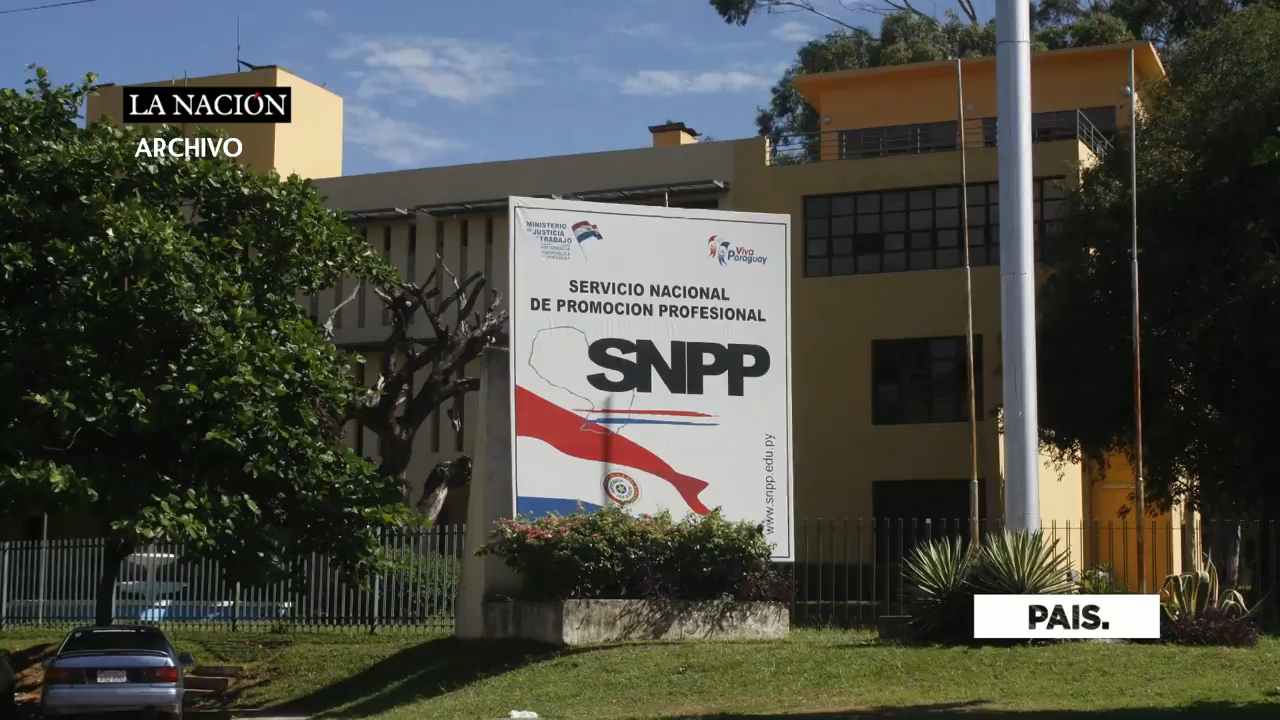 LA NACIÓN
ARCHIVO
MINISTERIO
DE JUSTICIA
Y TRABAJO
Viva
Paraguay
SERVICIO NACIONAL
DE PROMOCION PROFESIONAL
SNPP
www.snpp.edu.py
PAIS.